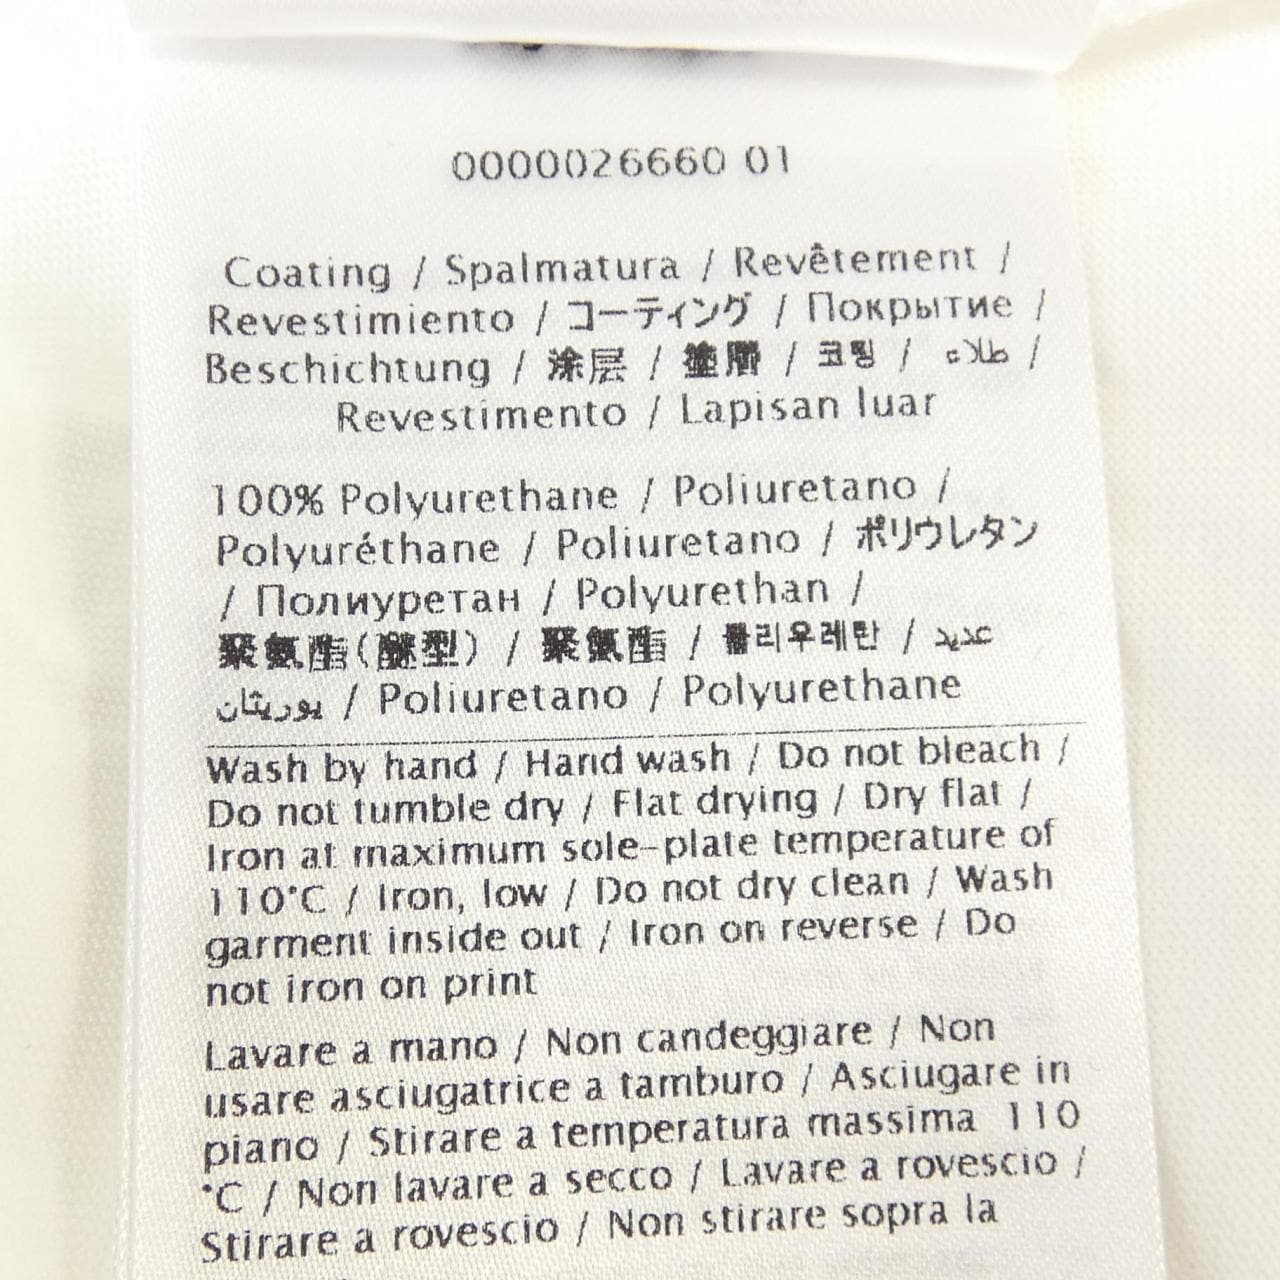 0000026660 01
Coating / Spalmatura / Revêtement /
Revestimiento / コーティング / Покрытие /
Beschichtung / 涂层 / 塗層 / 코팅 / طلاء /
Revestimento / Lapisan luar
100% Polyurethane / Poliuretano /
Polyuréthane / Poliuretano / ポリウレタン
/ Полиуретан / Polyurethan /
聚氨酯(醚型) / 聚氨酯 / 폴리우레탄 / عديد
يوريثان / Poliuretano / Polyurethane
Wash by hand / Hand wash / Do not bleach /
Do not tumble dry / Flat drying / Dry flat /
Iron at maximum sole-plate temperature of
110°C / Iron, low / Do not dry clean / Wash
garment inside out / Iron on reverse / Do
not iron on print
Lavare a mano / Non candeggiare / Non
usare asciugatrice a tamburo / Asciugare in
piano / Stirare a temperatura massima 110
°C / Non lavare a secco / Lavare a rovescio /
Stirare a rovescio / Non stirare sopra la